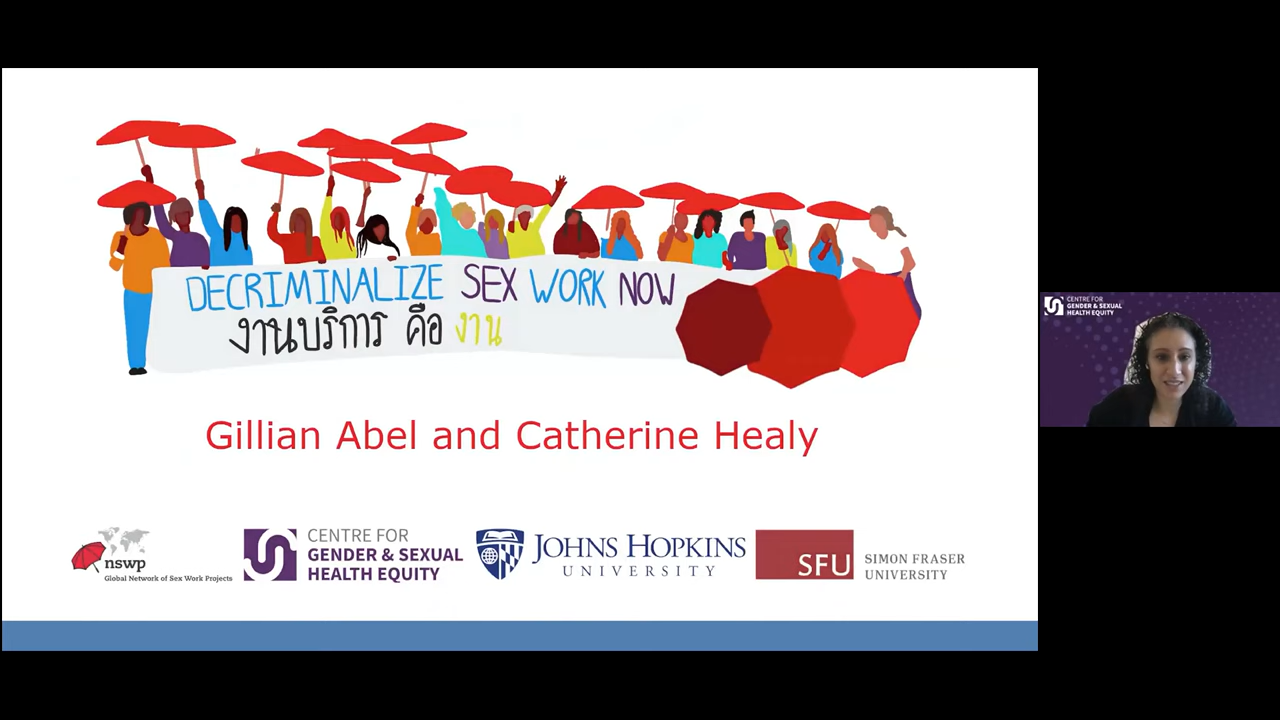 DECRIMINALIZE SEX WORK NOW
งานบริการ คือ งาน
Gillian Abel and Catherine Healy
nswp
Global Network of Sex Work Projects
CENTRE FOR
GENDER & SEXUAL
HEALTH EQUITY
JOHNS HOPKINS
UNIVERSITY
SFU
SIMON FRASER
UNIVERSITY
CENTRE FOR
GENDER & SEXUAL
HEALTH EQUITY